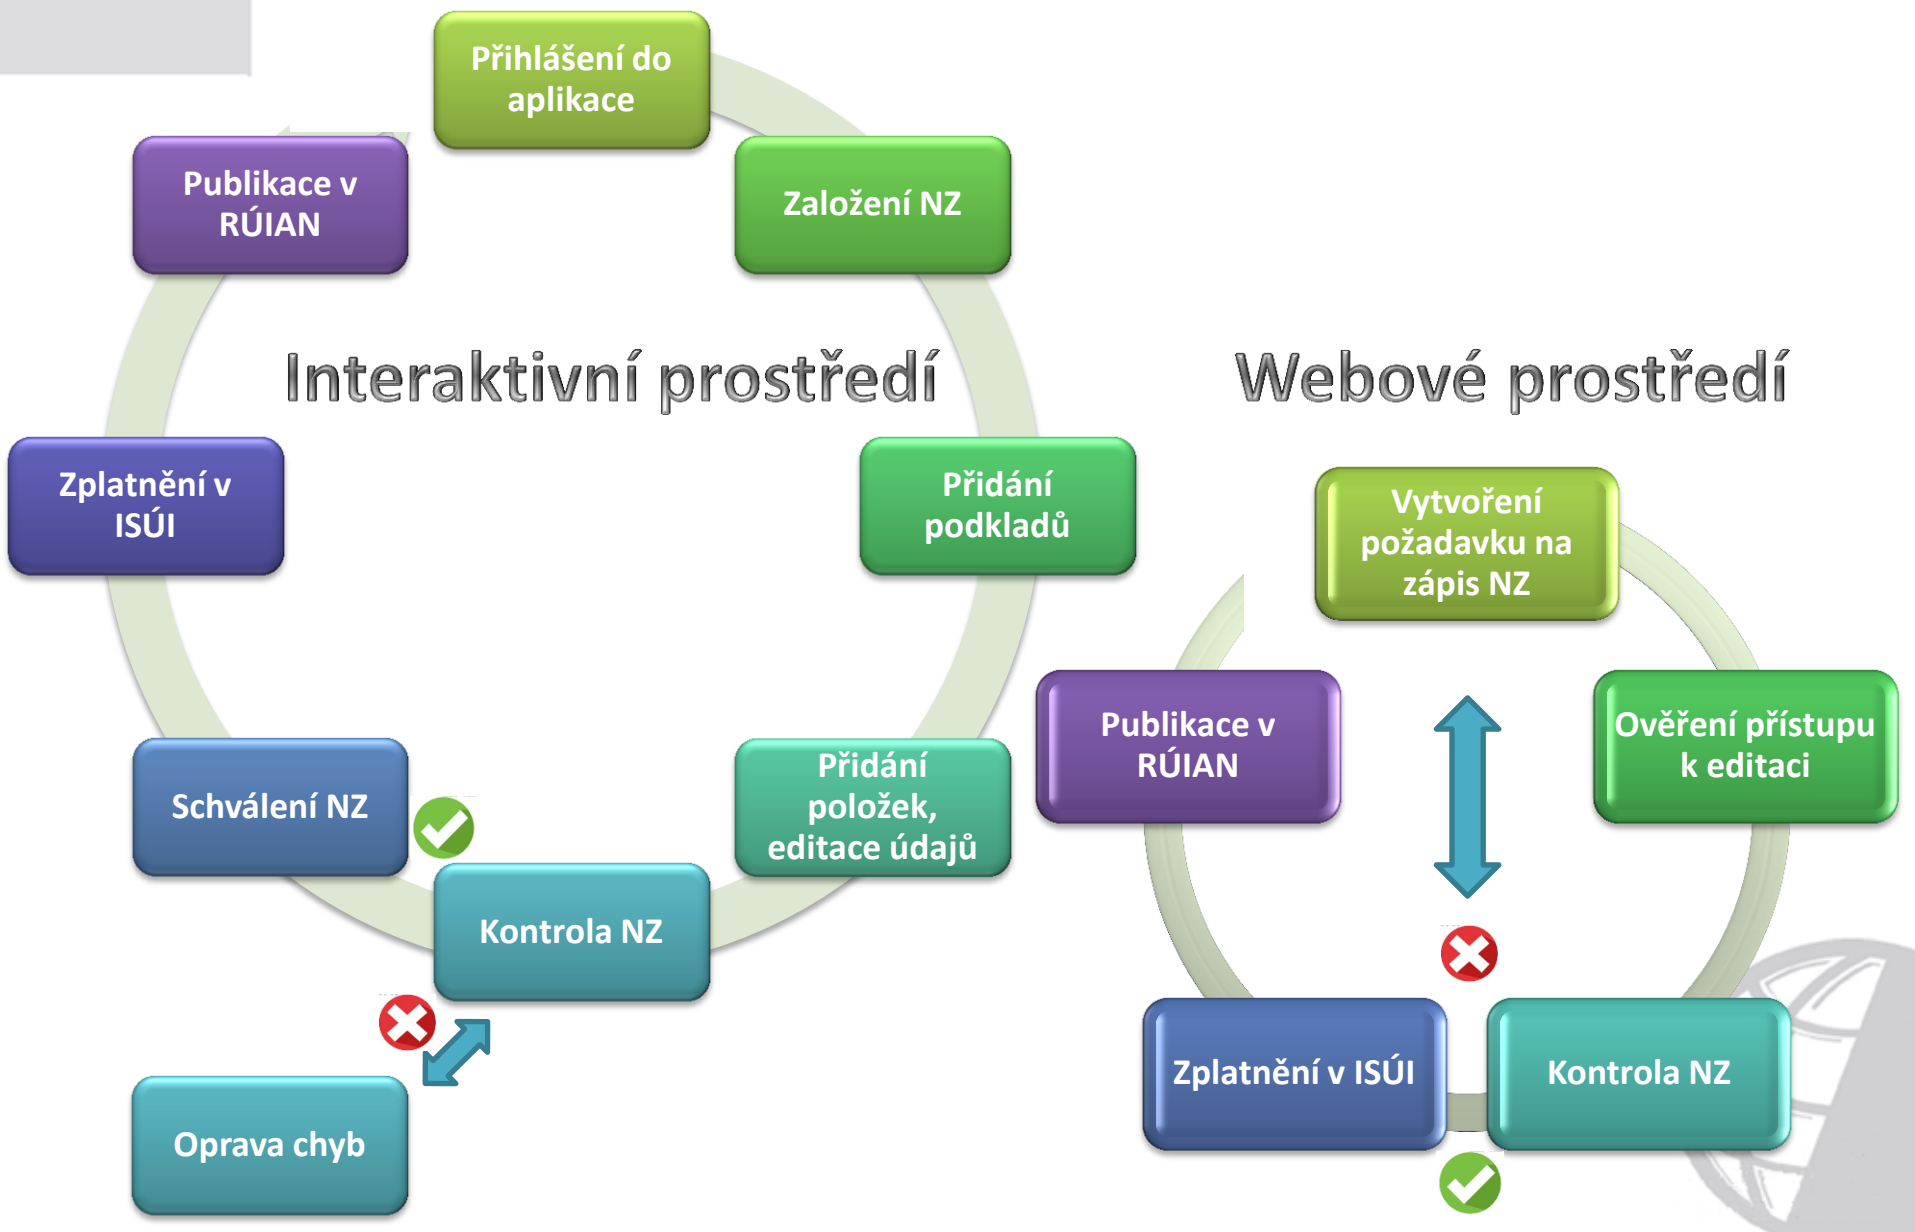 Přihlášení do
aplikace
Založení NZ
Přidání
podkladů
Přidání
položek,
editace údajů
Kontrola NZ
Oprava chyb
Schválení NZ
Zplatnění v
ISÚI
Publikace v
RÚIAN
Interaktivní prostředí
Webové prostředí
Vytvoření
požadavku na
zápis NZ
Ověření přístupu
k editaci
Kontrola NZ
Zplatnění v ISÚI
Publikace v
RÚIAN